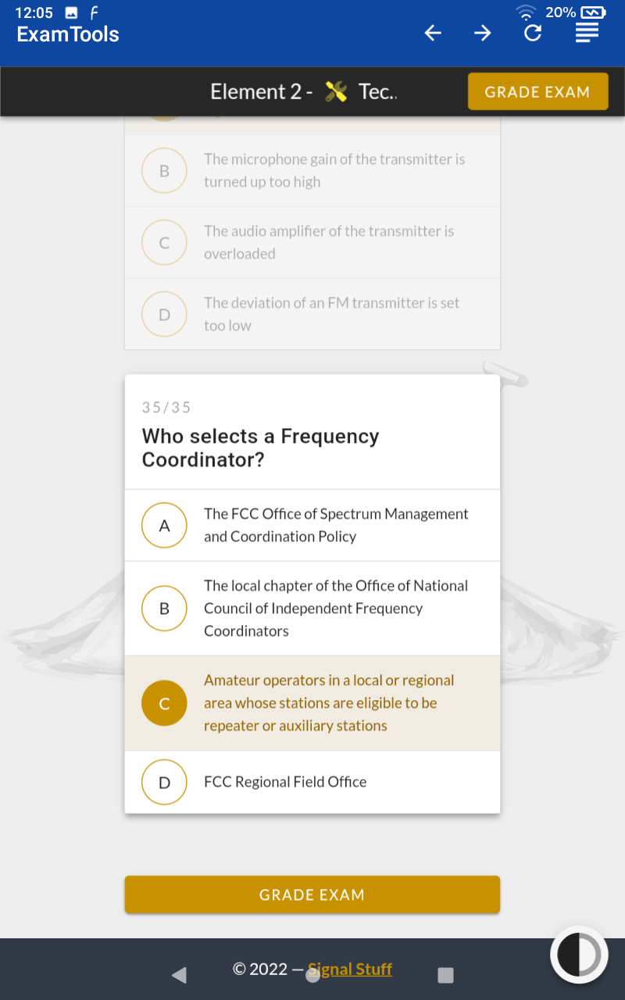 12:05
20%
ExamTools
Element 2 - 🛠 Tec..
GRADE EXAM
B
The microphone gain of the transmitter is
turned up too high
C
The audio amplifier of the transmitter is
overloaded
D
The deviation of an FM transmitter is set
too low
35/35
Who selects a Frequency
Coordinator?
A
The FCC Office of Spectrum Management
and Coordination Policy
B
The local chapter of the Office of National
Council of Independent Frequency
Coordinators
C
Amateur operators in a local or regional
area whose stations are eligible to be
repeater or auxiliary stations
D
FCC Regional Field Office
GRADE EXAM
© 2022 — Signal Stuff